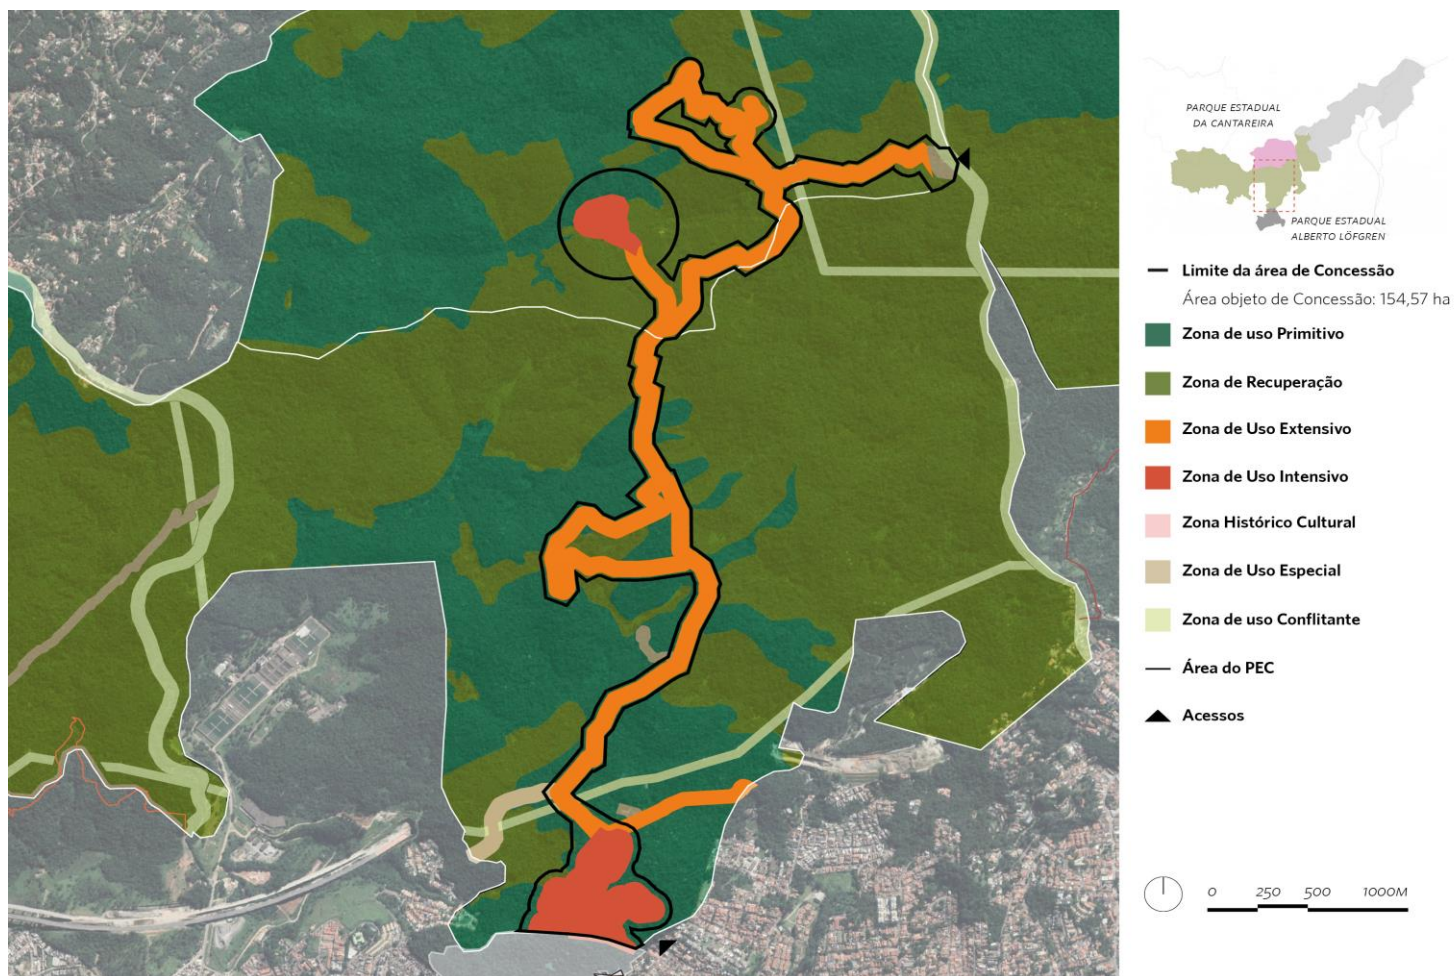 PARQUE ESTADUAL
DA CANTAREIRA
PARQUE ESTADUAL
ALBERTO LÖFGREN
Limite da área de Concessão
Área objeto de Concessão: 154,57 ha
Zona de uso Primitivo
Zona de Recuperação
Zona de Uso Extensivo
Zona de Uso Intensivo
Zona Histórico Cultural
Zona de Uso Especial
Zona de uso Conflitante
Área do PEC
Acessos
0 250 500 1000M